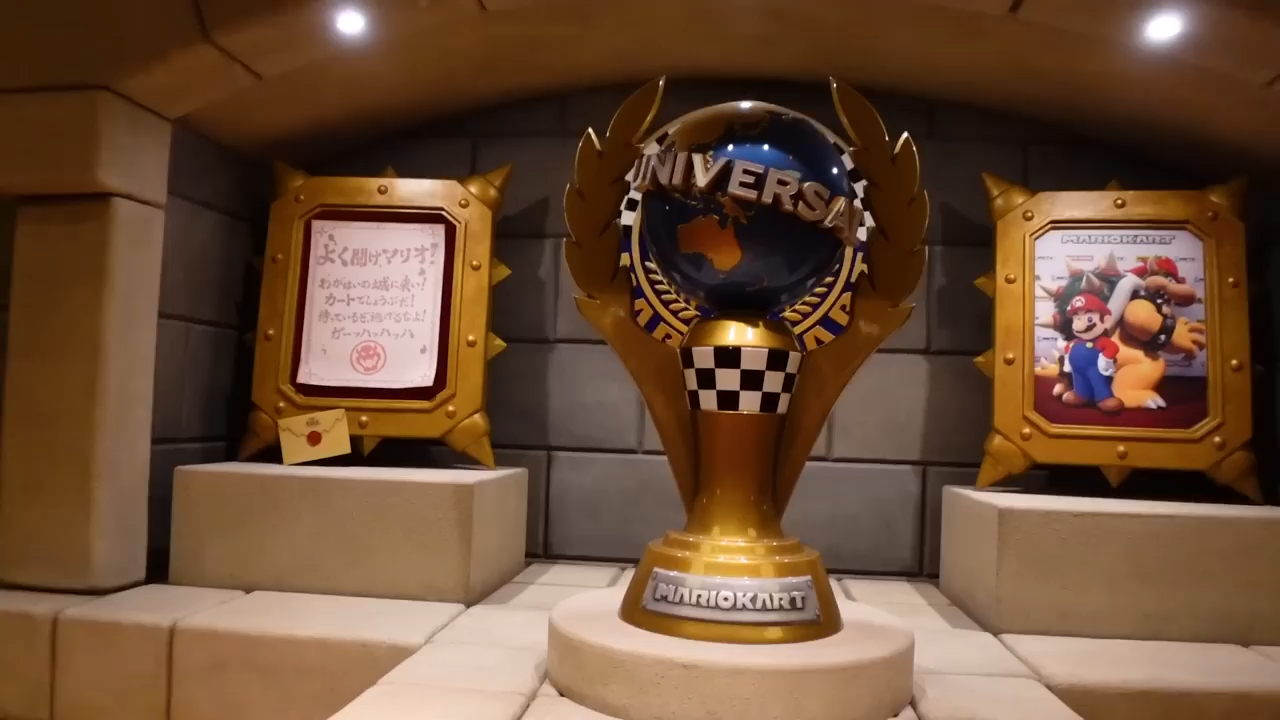 よく聞け、マリオ!
わがはいの城に来い!
カートでしょうぶだ!
待っているぞ、逃げるなよ!
ガーッハッハッハ
UNIVERSAL
MARIOKART
MARIOKART